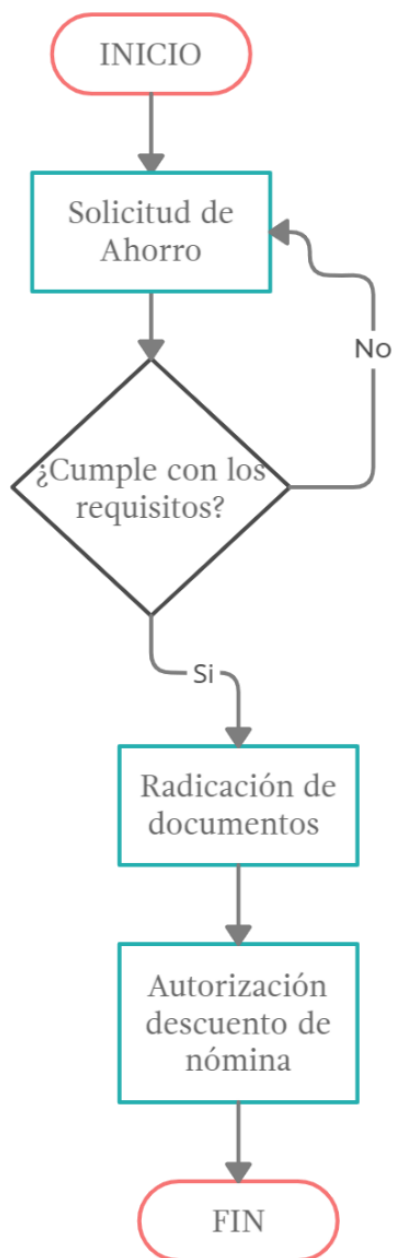 INICIO
Solicitud de
Ahorro
No
¿Cumple con los
requisitos?
Si
Radicación de
documentos
Autorización
descuento de
nómina
FIN